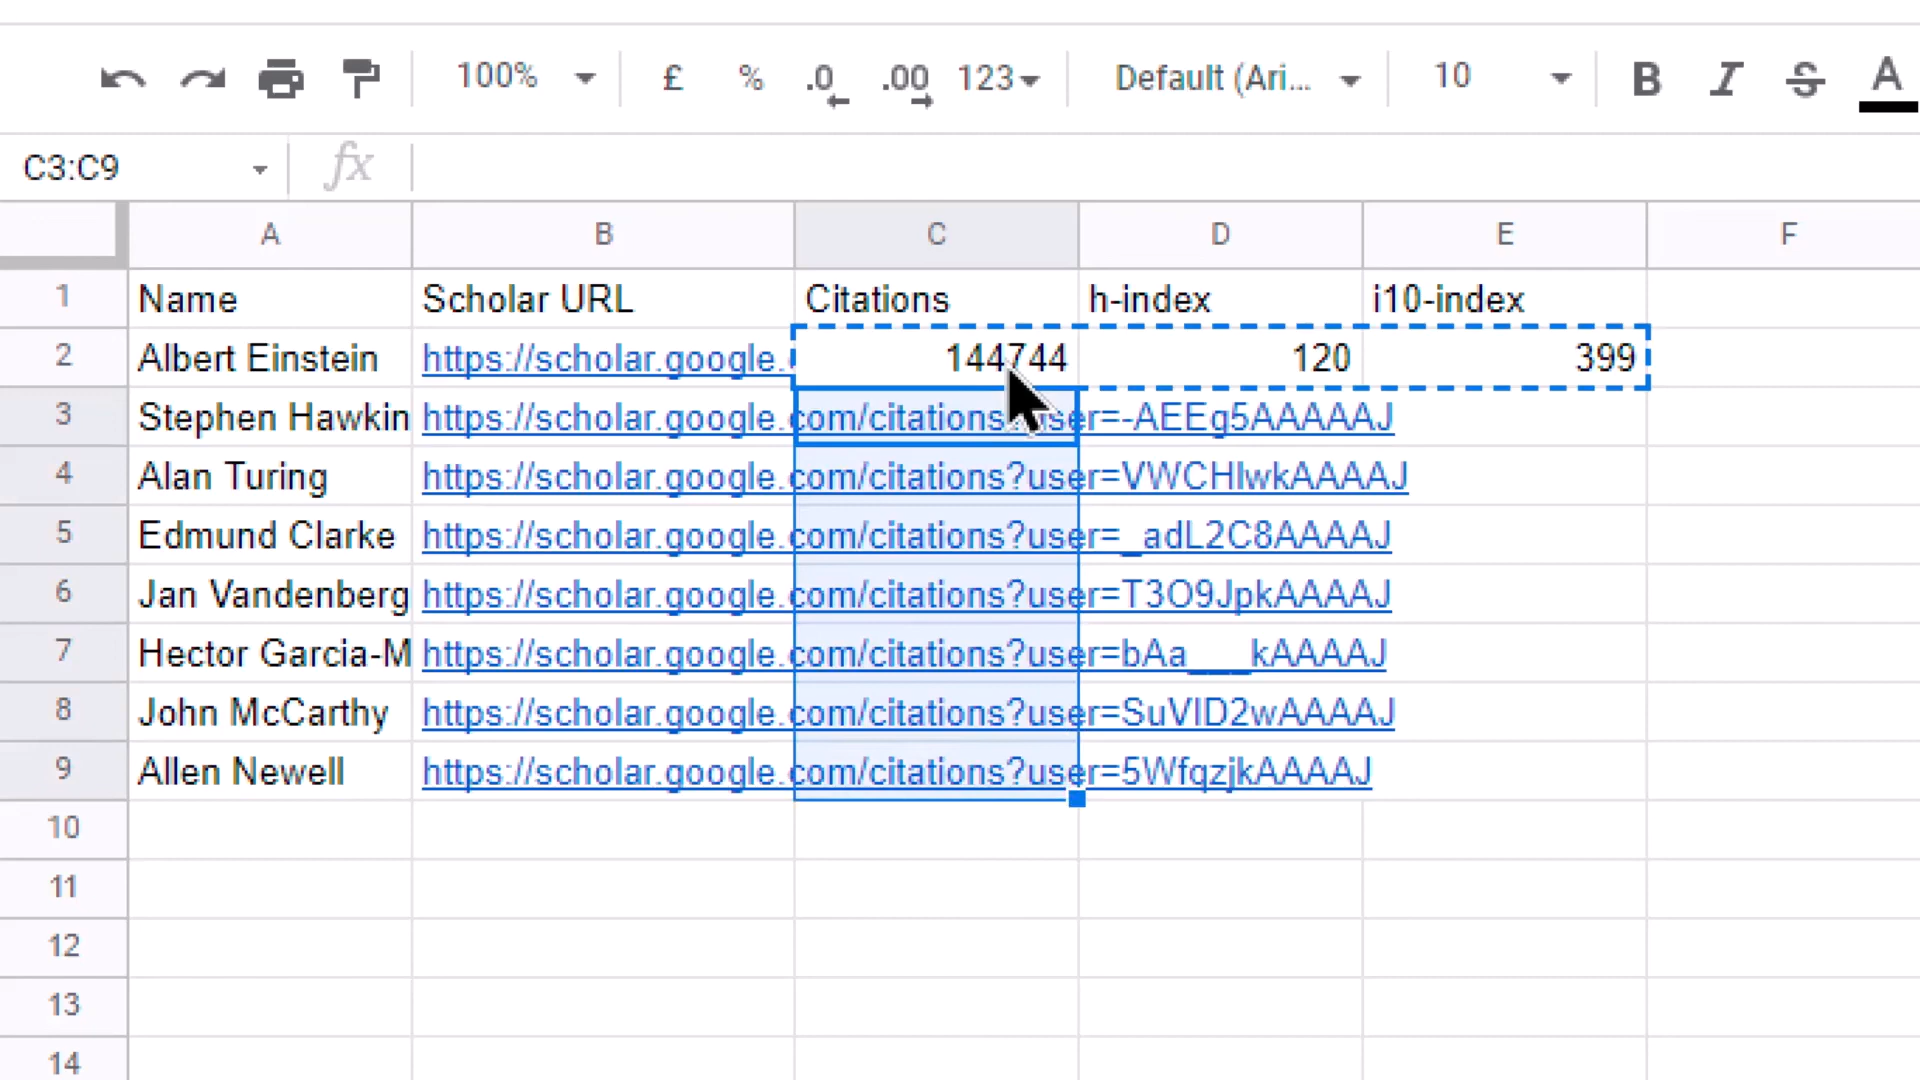 100% £ % .0 .00 123 Default (Ari... 10 B I S A
C3:C9 fx
A B C D E F
1 Name Scholar URL Citations h-index i10-index
2 Albert Einstein https://scholar.google. 144744 120 399
3 Stephen Hawkin https://scholar.google.com/citations?user=-AEEg5AAAAAJ
4 Alan Turing https://scholar.google.com/citations?user=VWCHlwkAAAAJ
5 Edmund Clarke https://scholar.google.com/citations?user=_adL2C8AAAAJ
6 Jan Vandenberg https://scholar.google.com/citations?user=T3O9JpkAAAAJ
7 Hector Garcia-M https://scholar.google.com/citations?user=bAa___kAAAAJ
8 John McCarthy https://scholar.google.com/citations?user=SuVID2wAAAAJ
9 Allen Newell https://scholar.google.com/citations?user=5WfqzjkAAAAJ
10
11
12
13
14